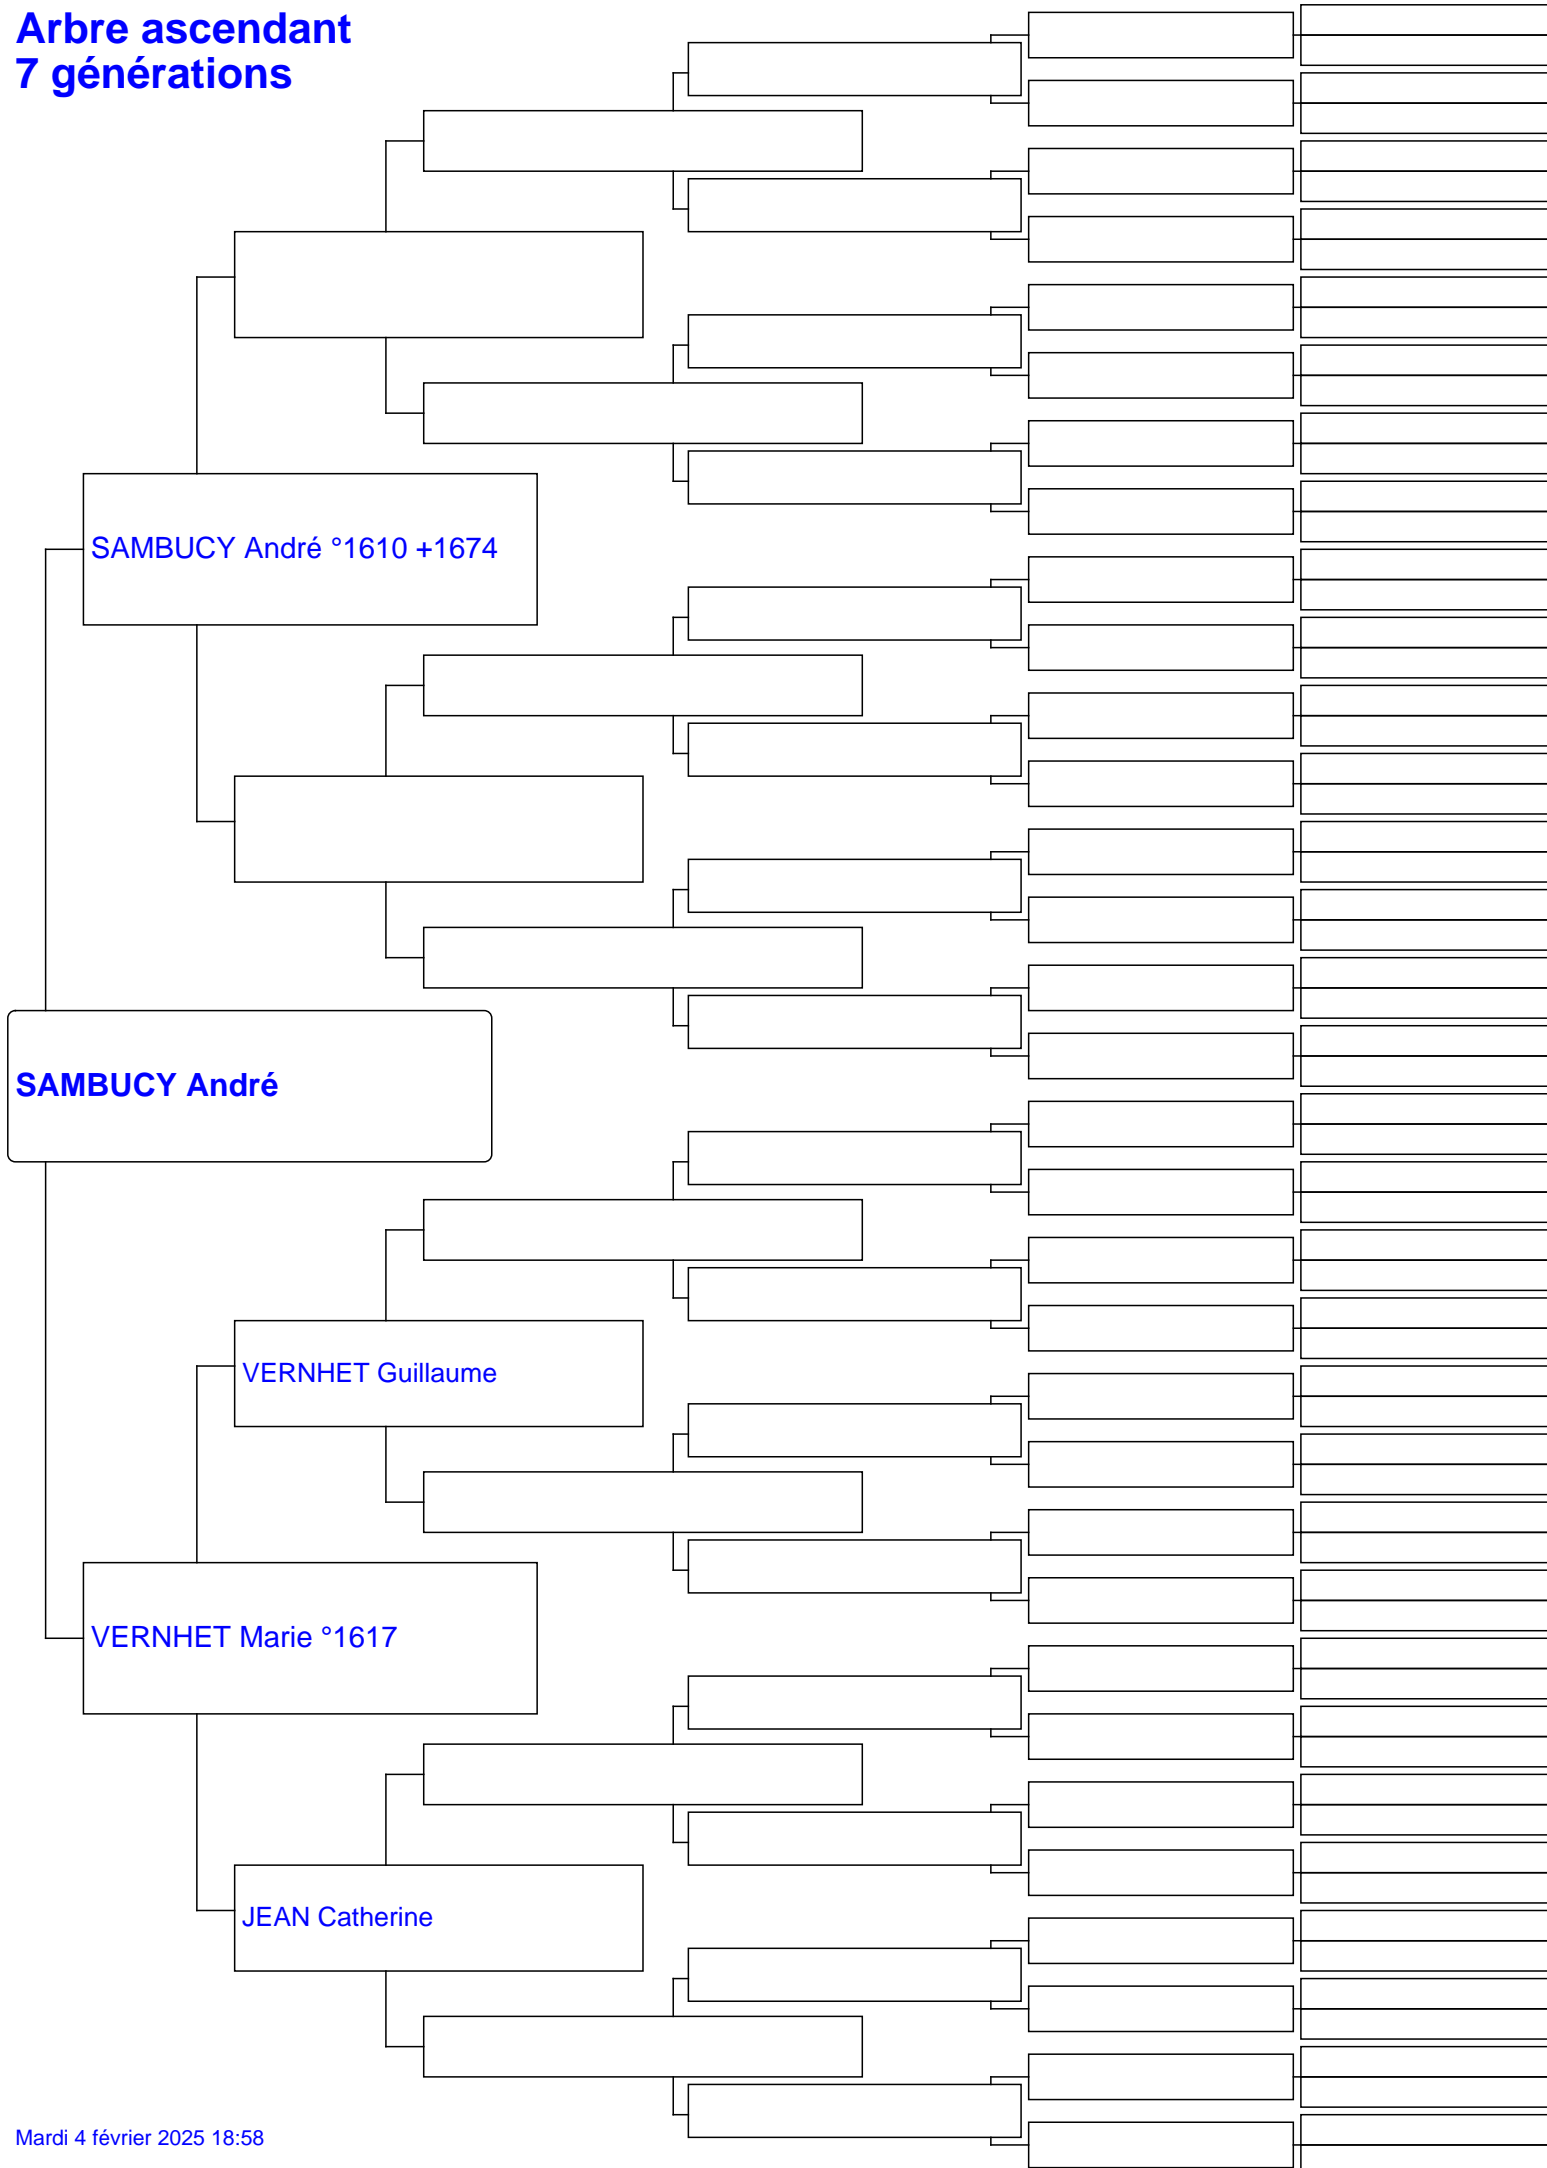 Arbre ascendant
7 générations
SAMBUCY André °1610 +1674
SAMBUCY André
VERNHET Guillaume
VERNHET Marie °1617
JEAN Catherine
Mardi 4 février 2025 18:58